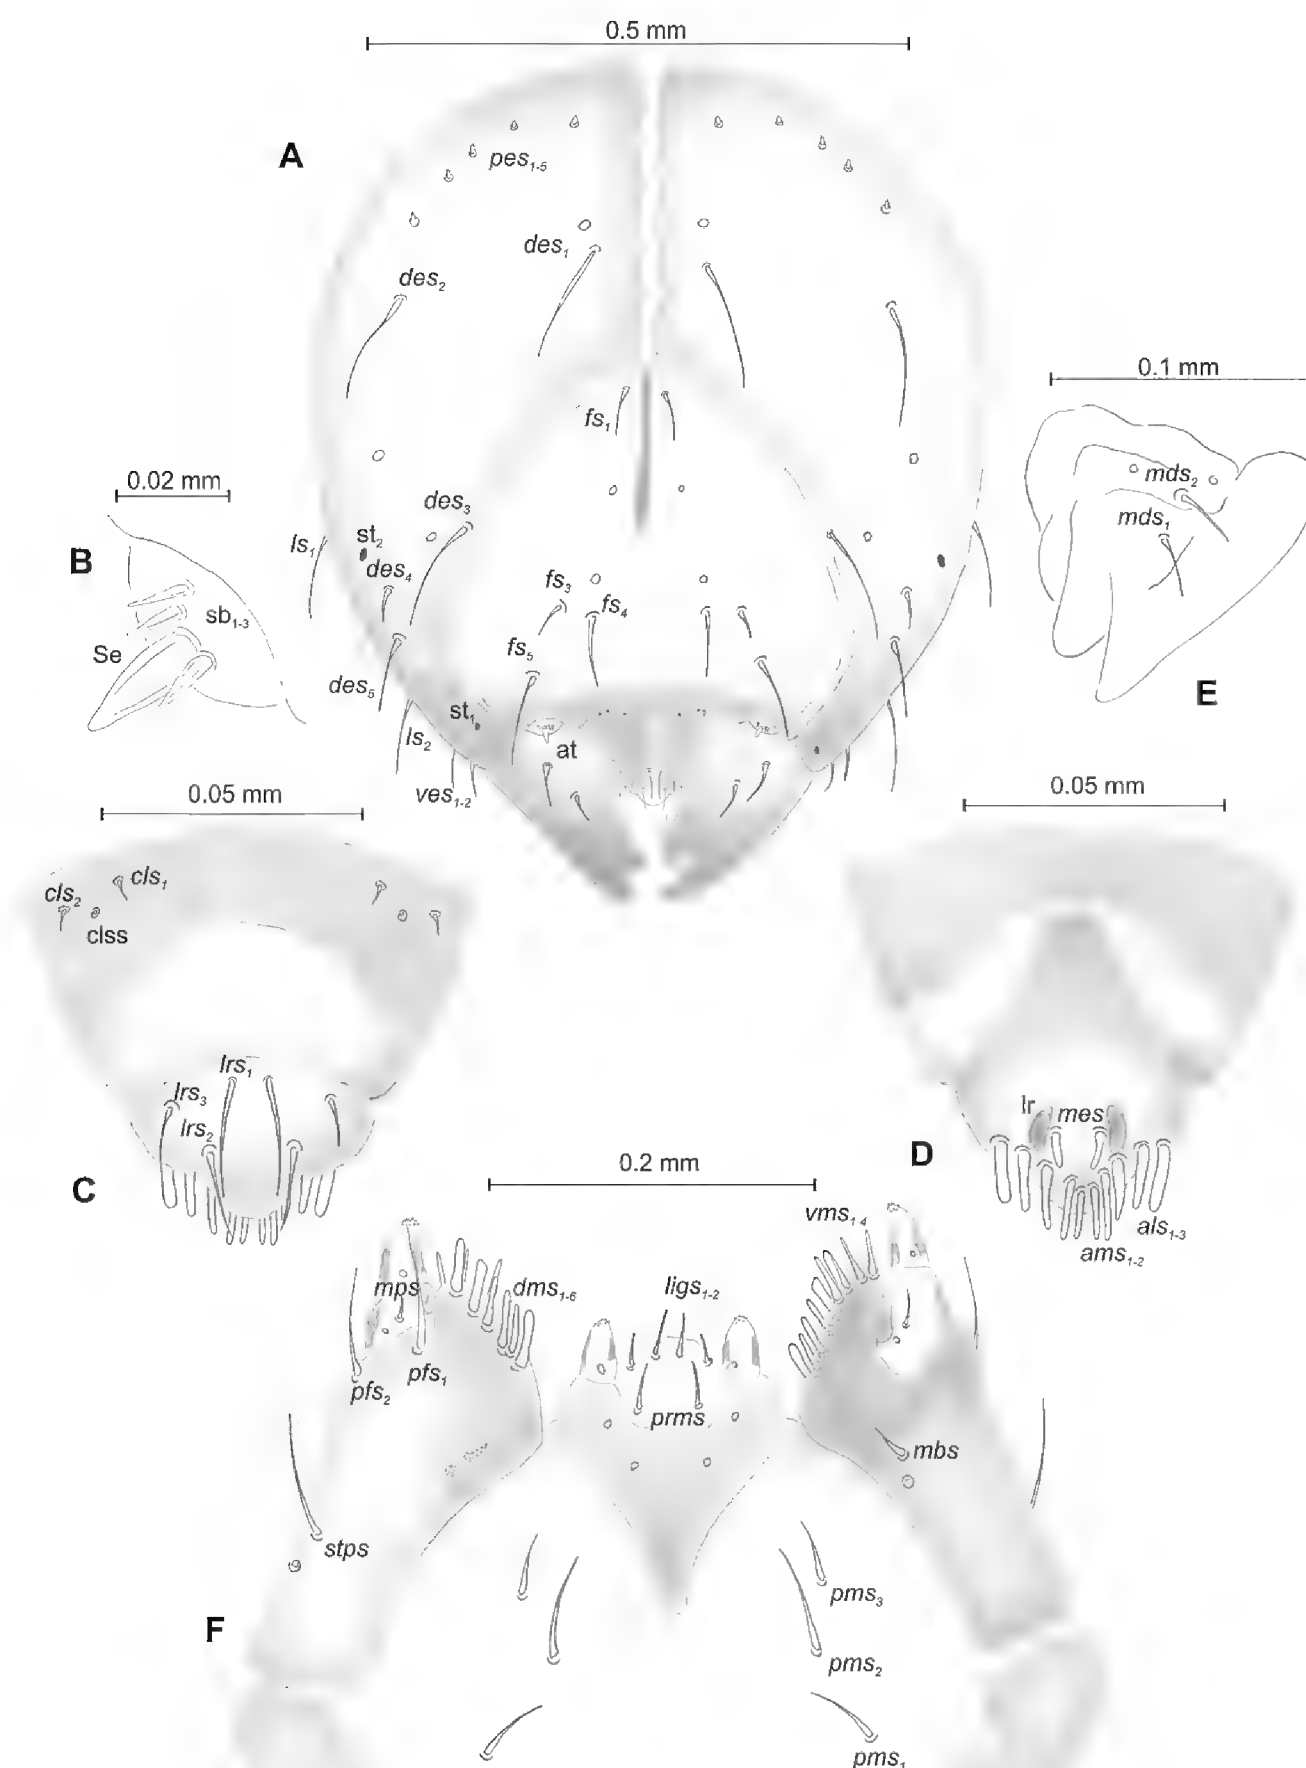 0.5 mm
A
pes1-5
des1
des2
fs1
0.1 mm
mds2
mds1
E
0.02 mm
B
sb1-3
Se
des3
ls1
st2
des4
fs3
fs4
fs5
des5
st1
ls2
at
ves1-2
0.05 mm
cls1
cls2
clss
lrs1
lrs3
lrs2
C
0.05 mm
lr
mes
D
als1-3
ams1-2
0.2 mm
vms1-4
mps
dms1-6
ligs1-2
pfs1
pfs2
prms
mbs
stps
F
pms3
pms2
pms1